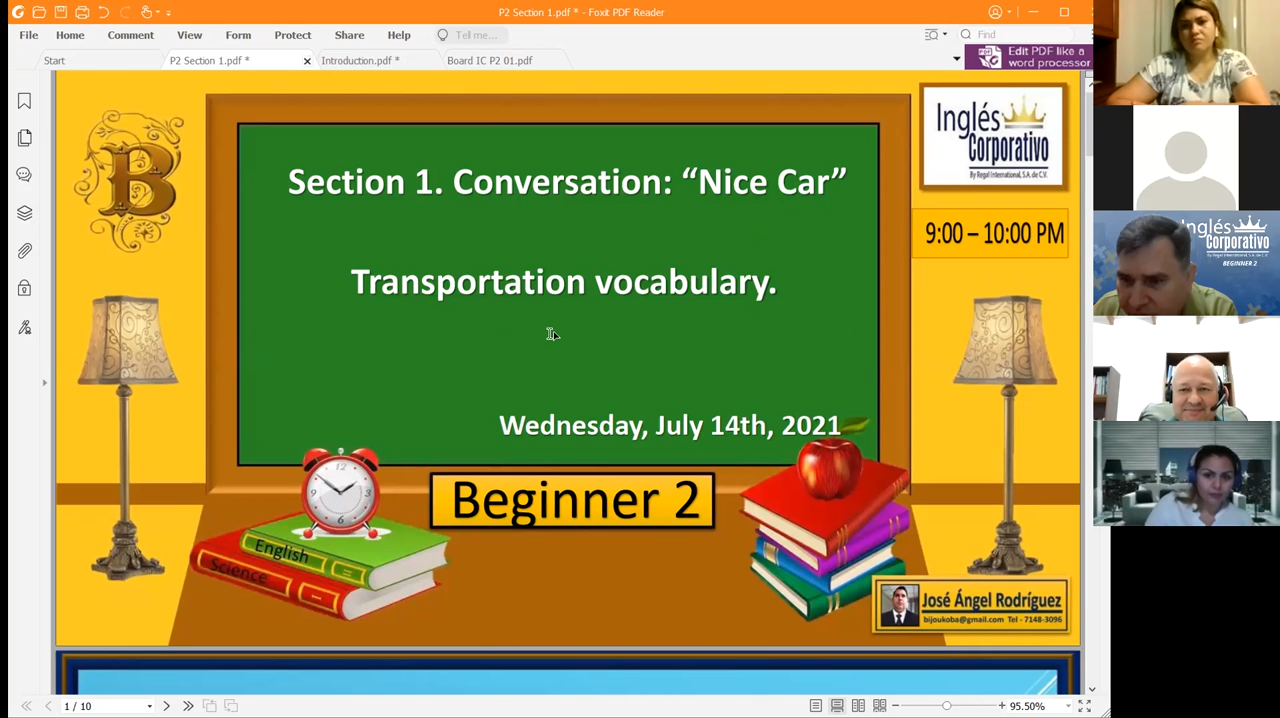 P2 Section 1.pdf * - Foxit PDF Reader
File Home Comment View Form Protect Share Help Tell me... Find
Start P2 Section 1.pdf * Introduction.pdf * Board IC P2 01.pdf
Edit PDF like a
word processor
B
Section 1. Conversation: “Nice Car”
Transportation vocabulary.
Wednesday, July 14th, 2021
Inglés
Corporativo
By Regal International, S.A. de C.V.
9:00 – 10:00 PM
Inglés
Corporativo
BEGINNER 2
Beginner 2
English
Science
José Ángel Rodríguez
bijoukoba@gmail.com Tel - 7148-3096
1 / 10
95.50%